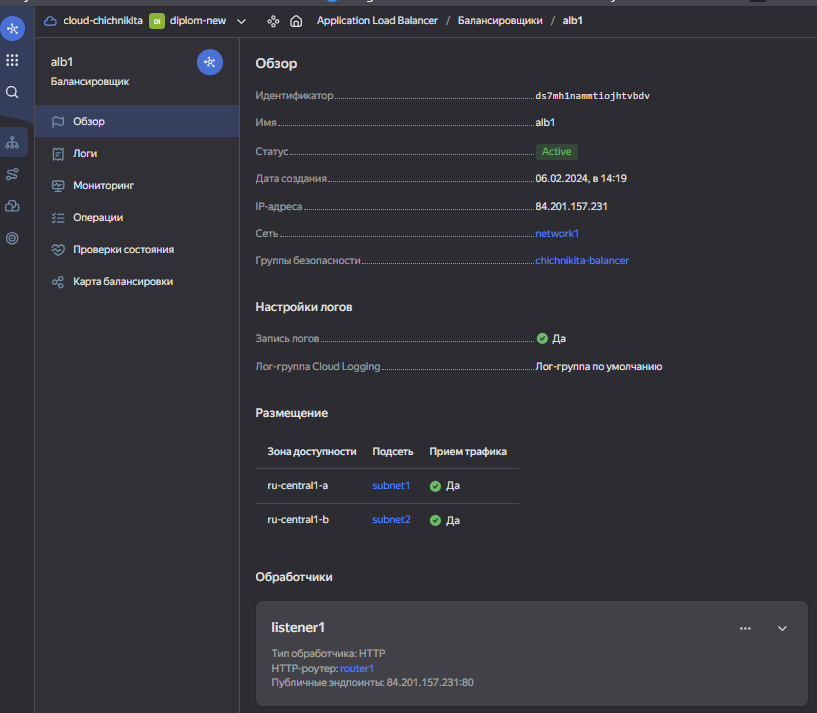 cloud-chichnikita DI diplom-new Application Load Balancer / Балансировщики / alb1
alb1
Балансировщик
Обзор
Логи
Мониторинг
Операции
Проверки состояния
Карта балансировки
Обзор
Идентификатор ds7mh1nammtiojhtvbdv
Имя alb1
Статус Active
Дата создания 06.02.2024, в 14:19
IP-адреса 84.201.157.231
Сеть network1
Группы безопасности chichnikita-balancer
Настройки логов
Запись логов Да
Лог-группа Cloud Logging Лог-группа по умолчанию
Размещение
Зона доступности Подсеть Прием трафика
ru-central1-a subnet1 Да
ru-central1-b subnet2 Да
Обработчики
listener1
Тип обработчика: HTTP
HTTP-роутер: router1
Публичные эндпоинты: 84.201.157.231:80